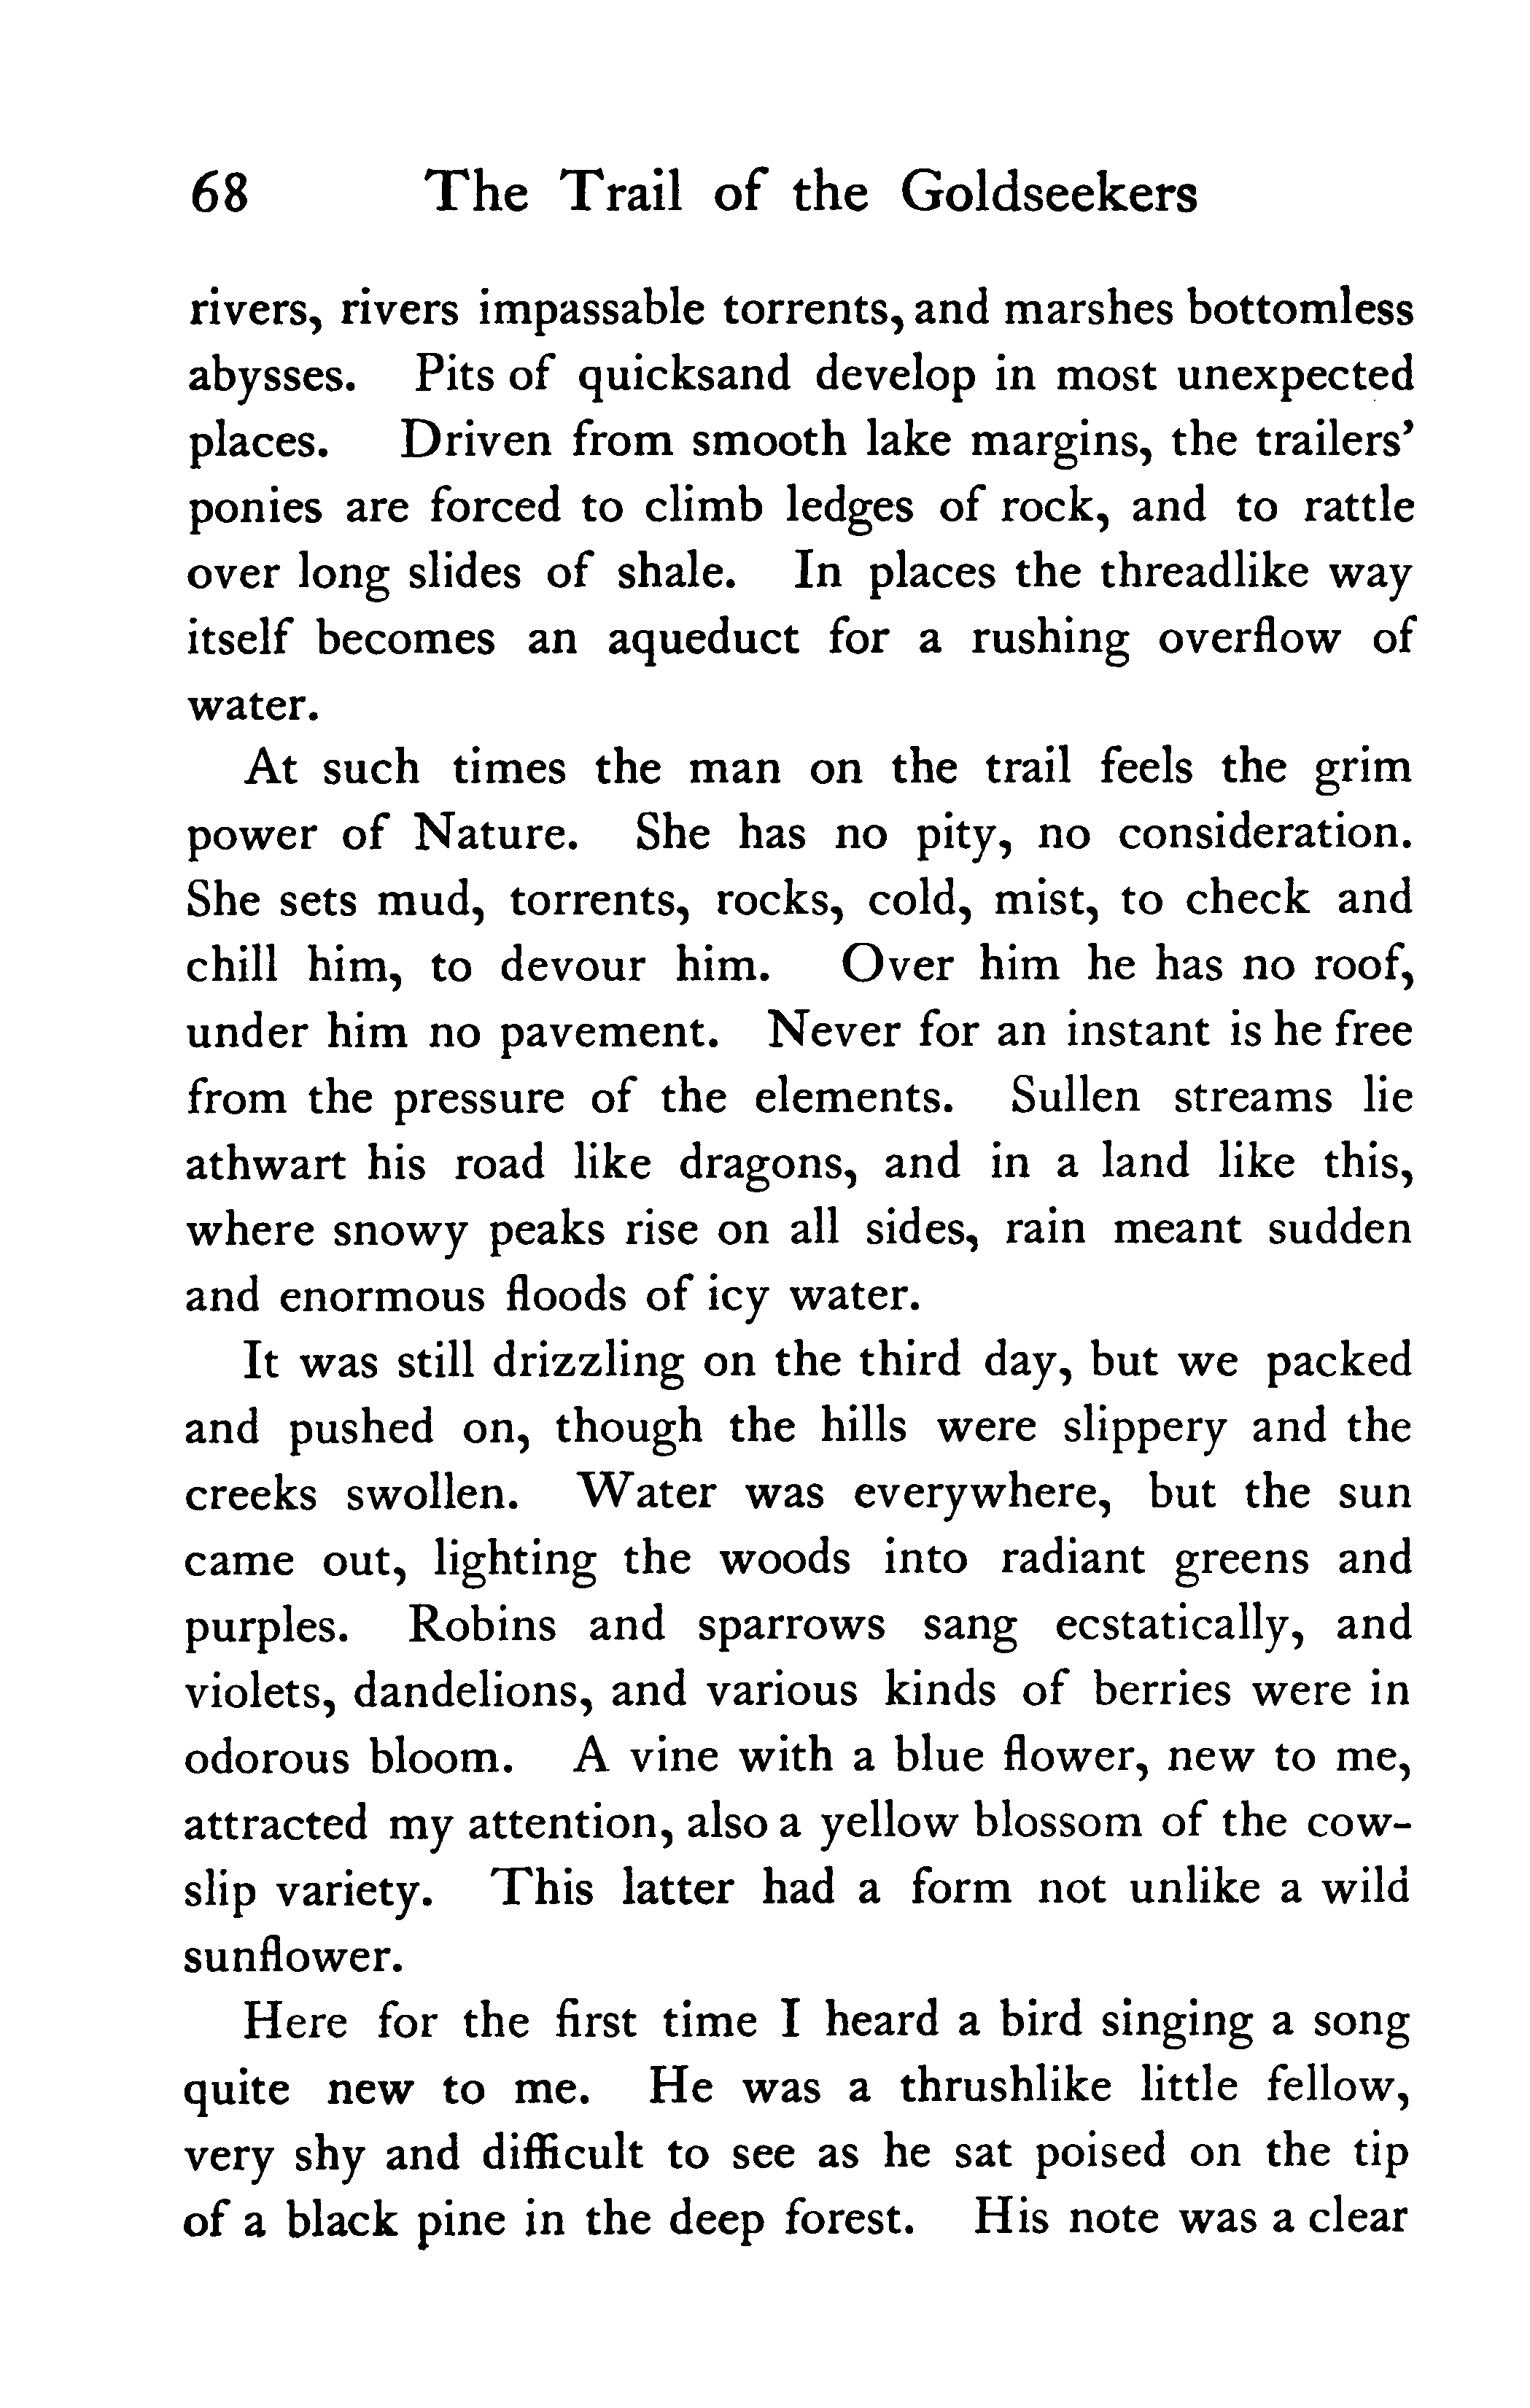 68 The Trail of the Goldseekers
rivers, rivers impassable torrents, and marshes bottomless
abysses. Pits of quicksand develop in most unexpected
places. Driven from smooth lake margins, the trailers’
ponies are forced to climb ledges of rock, and to rattle
over long slides of shale. In places the threadlike way
itself becomes an aqueduct for a rushing overflow of
water.
At such times the man on the trail feels the grim
power of Nature. She has no pity, no consideration.
She sets mud, torrents, rocks, cold, mist, to check and
chill him, to devour him. Over him he has no roof,
under him no pavement. Never for an instant is he free
from the pressure of the elements. Sullen streams lie
athwart his road like dragons, and in a land like this,
where snowy peaks rise on all sides, rain meant sudden
and enormous floods of icy water.
It was still drizzling on the third day, but we packed
and pushed on, though the hills were slippery and the
creeks swollen. Water was everywhere, but the sun
came out, lighting the woods into radiant greens and
purples. Robins and sparrows sang ecstatically, and
violets, dandelions, and various kinds of berries were in
odorous bloom. A vine with a blue flower, new to me,
attracted my attention, also a yellow blossom of the cow-
slip variety. This latter had a form not unlike a wild
sunflower.
Here for the first time I heard a bird singing a song
quite new to me. He was a thrushlike little fellow,
very shy and difficult to see as he sat poised on the tip
of a black pine in the deep forest. His note was a clear